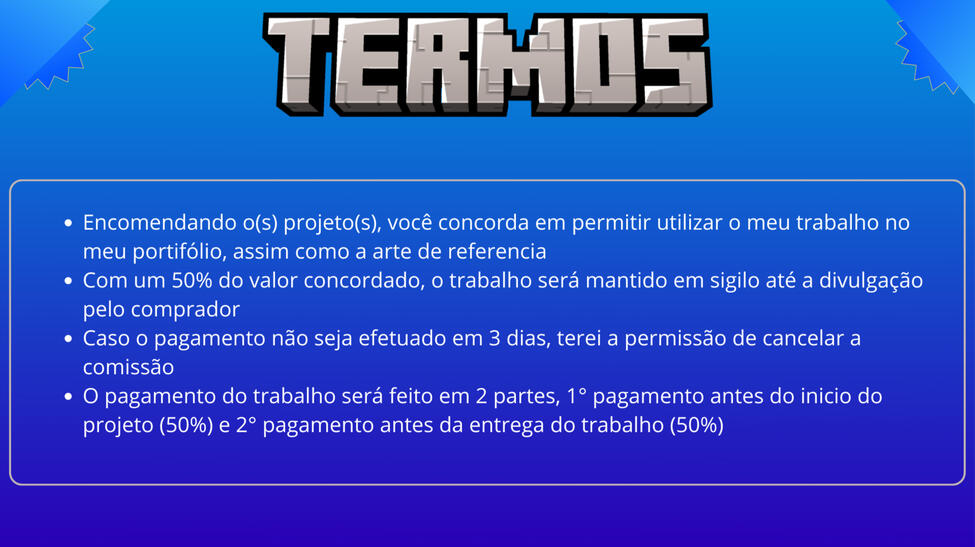 TERMOS
• Encomendando o(s) projeto(s), você concorda em permitir utilizar o meu trabalho no
meu portifólio, assim como a arte de referencia
• Com um 50% do valor concordado, o trabalho será mantido em sigilo até a divulgação
pelo comprador
• Caso o pagamento não seja efetuado em 3 dias, terei a permissão de cancelar a
comissão
• O pagamento do trabalho será feito em 2 partes, 1° pagamento antes do inicio do
projeto (50%) e 2° pagamento antes da entrega do trabalho (50%)